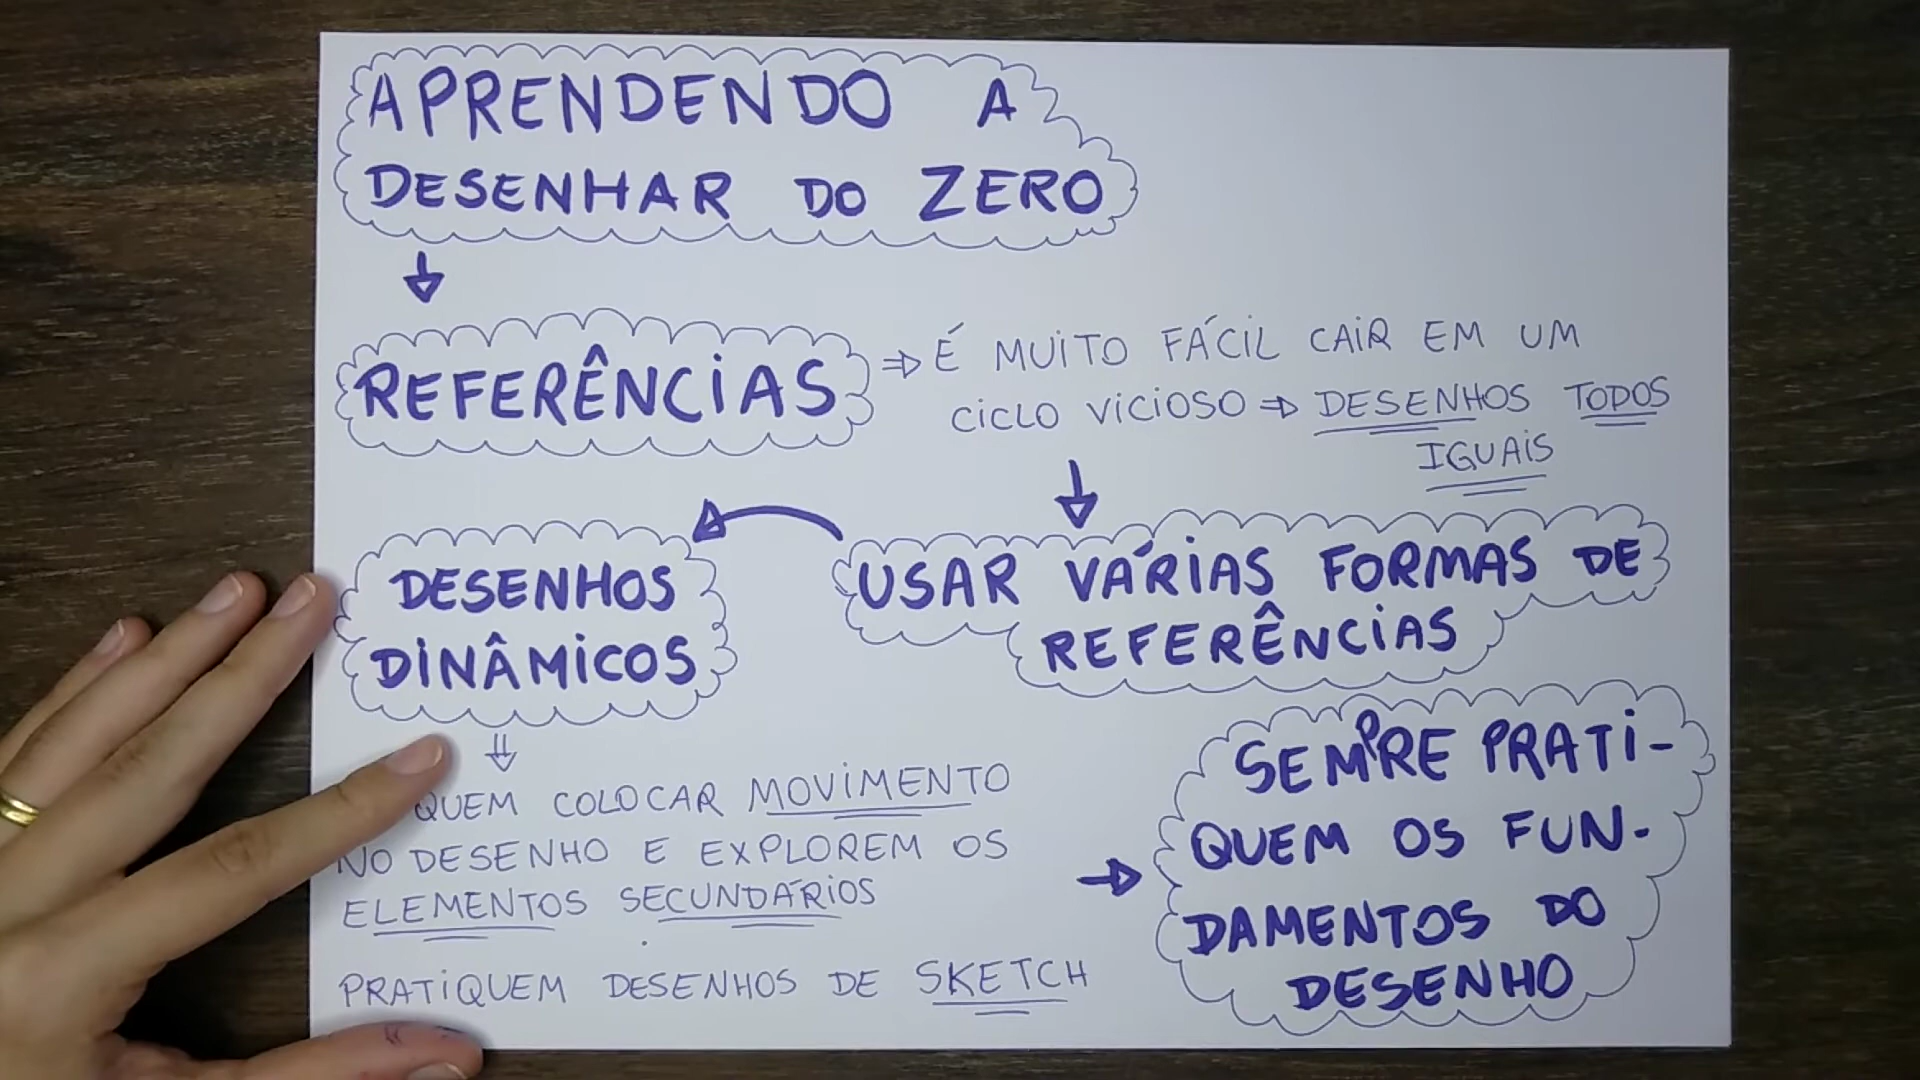 APRENDENDO A
DESENHAR DO ZERO
REFERÊNCIAS
⇒ É MUITO FÁCIL CAIR EM UM
CICLO VICIOSO ⇒ DESENHOS TODOS
IGUAIS
USAR VÁRIAS FORMAS DE
REFERÊNCIAS
DESENHOS
DINÂMICOS
QUEM COLOCAR MOVIMENTO
NO DESENHO E EXPLOREM OS
ELEMENTOS SECUNDÁRIOS
PRATIQUEM DESENHOS DE SKETCH
SEMPRE PRATI-
QUEM OS FUN-
DAMENTOS DO
DESENHO